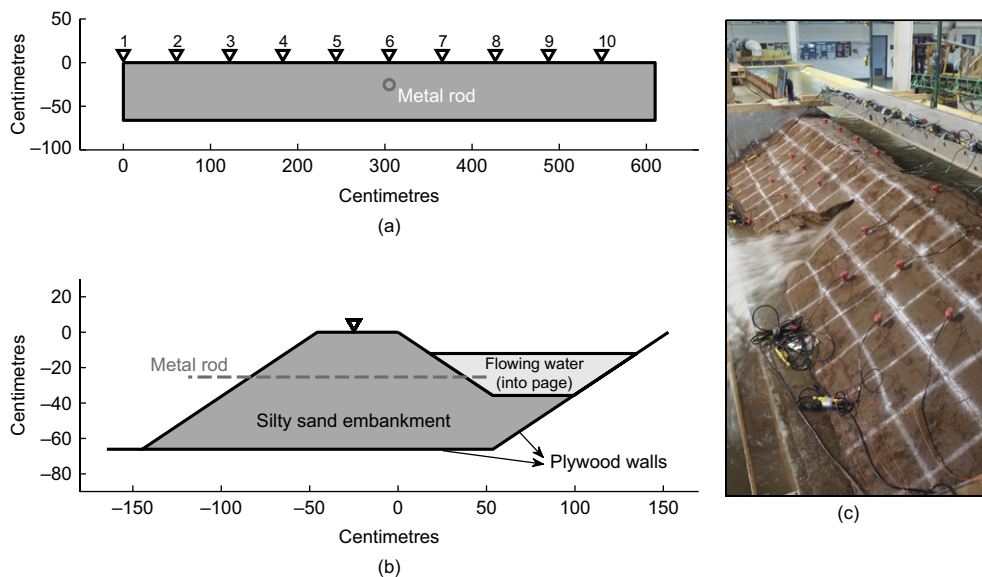 50
0
–50
–100
Centimetres
1 2 3 4 5 6 7 8 9 10
Metal rod
0 100 200 300 400 500 600
Centimetres
(a)
20
0
–20
–40
–60
–80
Centimetres
Metal rod
Flowing water
(into page)
Silty sand embankment
Plywood walls
–150 –100 –50 0 50 100 150
Centimetres
(b)
(c)